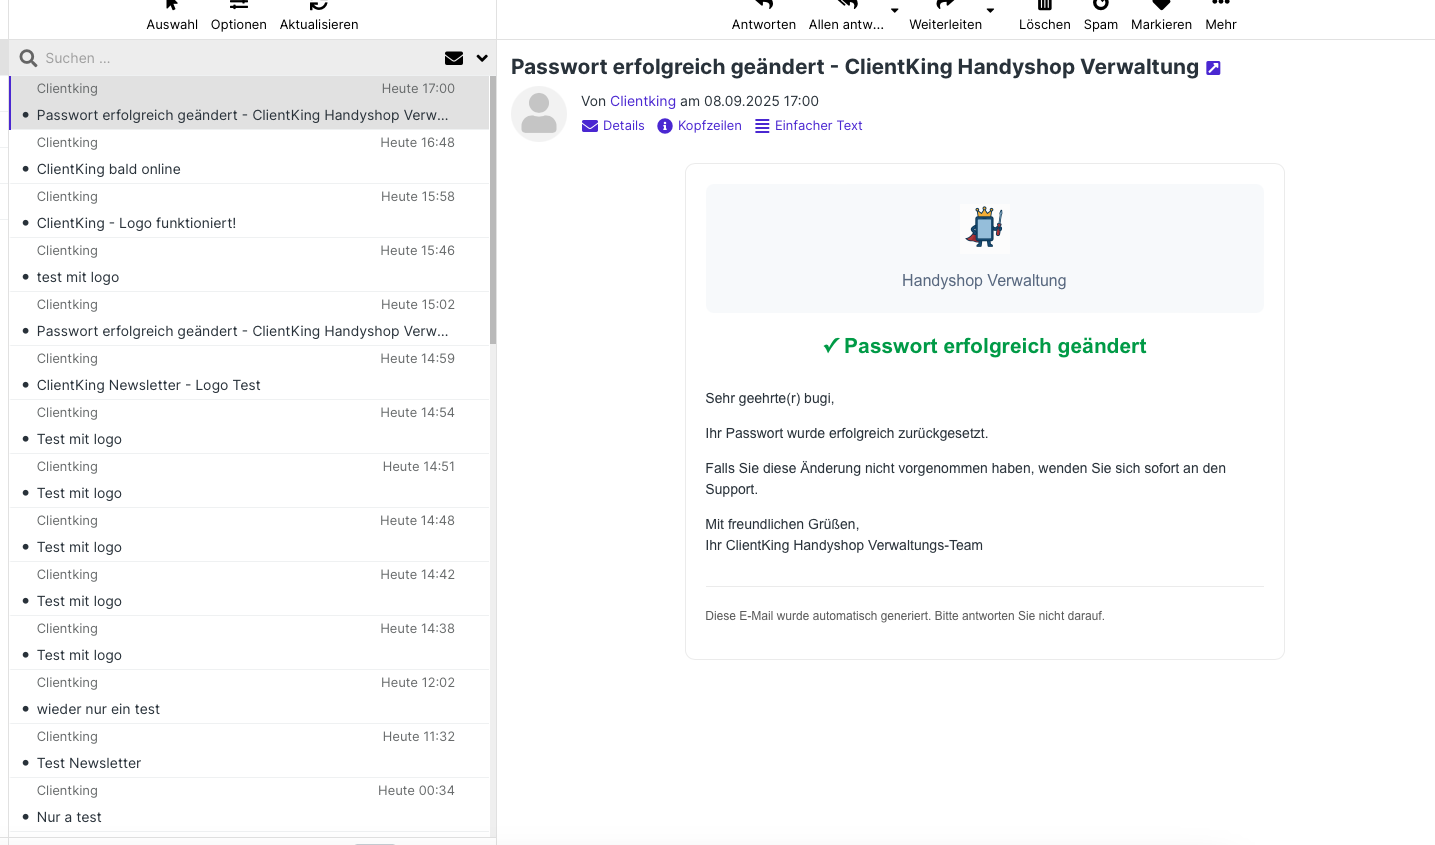 Auswahl Optionen Aktualisieren
Antworten Allen antw... Weiterleiten Löschen Spam Markieren Mehr
Suchen ...
Clientking Heute 17:00
• Passwort erfolgreich geändert - ClientKing Handyshop Verw...
Clientking Heute 16:48
• ClientKing bald online
Clientking Heute 15:58
• ClientKing - Logo funktioniert!
Clientking Heute 15:46
• test mit logo
Clientking Heute 15:02
• Passwort erfolgreich geändert - ClientKing Handyshop Verw...
Clientking Heute 14:59
• ClientKing Newsletter - Logo Test
Clientking Heute 14:54
• Test mit logo
Clientking Heute 14:51
• Test mit logo
Clientking Heute 14:48
• Test mit logo
Clientking Heute 14:42
• Test mit logo
Clientking Heute 14:38
• Test mit logo
Clientking Heute 12:02
• wieder nur ein test
Clientking Heute 11:32
• Test Newsletter
Clientking Heute 00:34
• Nur a test
Passwort erfolgreich geändert - ClientKing Handyshop Verwaltung
Von Clientking am 08.09.2025 17:00
Details Kopfzeilen Einfacher Text
Handyshop Verwaltung
✓ Passwort erfolgreich geändert
Sehr geehrte(r) bugi,
Ihr Passwort wurde erfolgreich zurückgesetzt.
Falls Sie diese Änderung nicht vorgenommen haben, wenden Sie sich sofort an den
Support.
Mit freundlichen Grüßen,
Ihr ClientKing Handyshop Verwaltungs-Team
Diese E-Mail wurde automatisch generiert. Bitte antworten Sie nicht darauf.